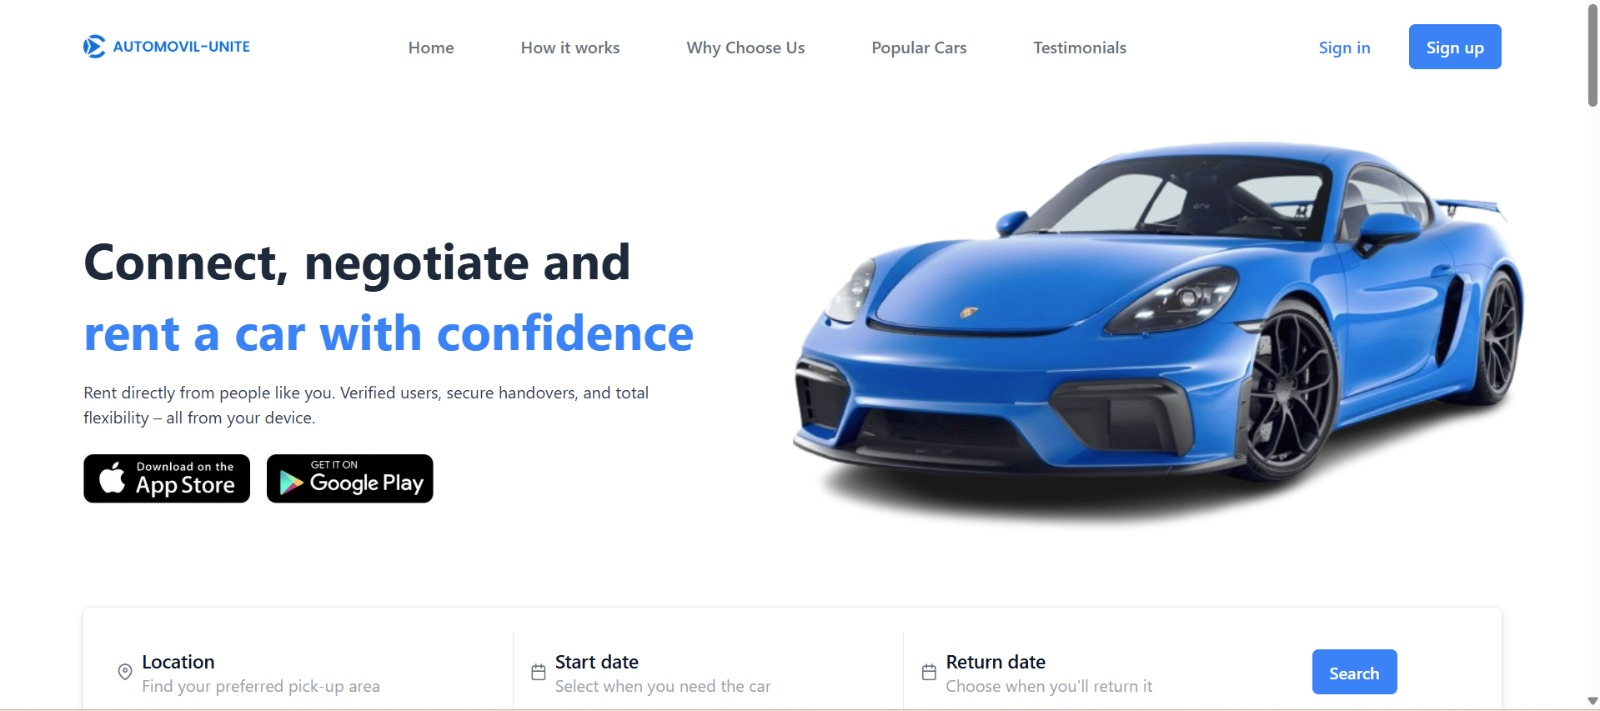 AUTOMOVIL-UNITE
Home
How it works
Why Choose Us
Popular Cars
Testimonials
Sign in
Sign up
Connect, negotiate and
rent a car with confidence
Rent directly from people like you. Verified users, secure handovers, and total
flexibility – all from your device.
Download on the
App Store
GET IT ON
Google Play
Location
Find your preferred pick-up area
Start date
Select when you need the car
Return date
Choose when you'll return it
Search